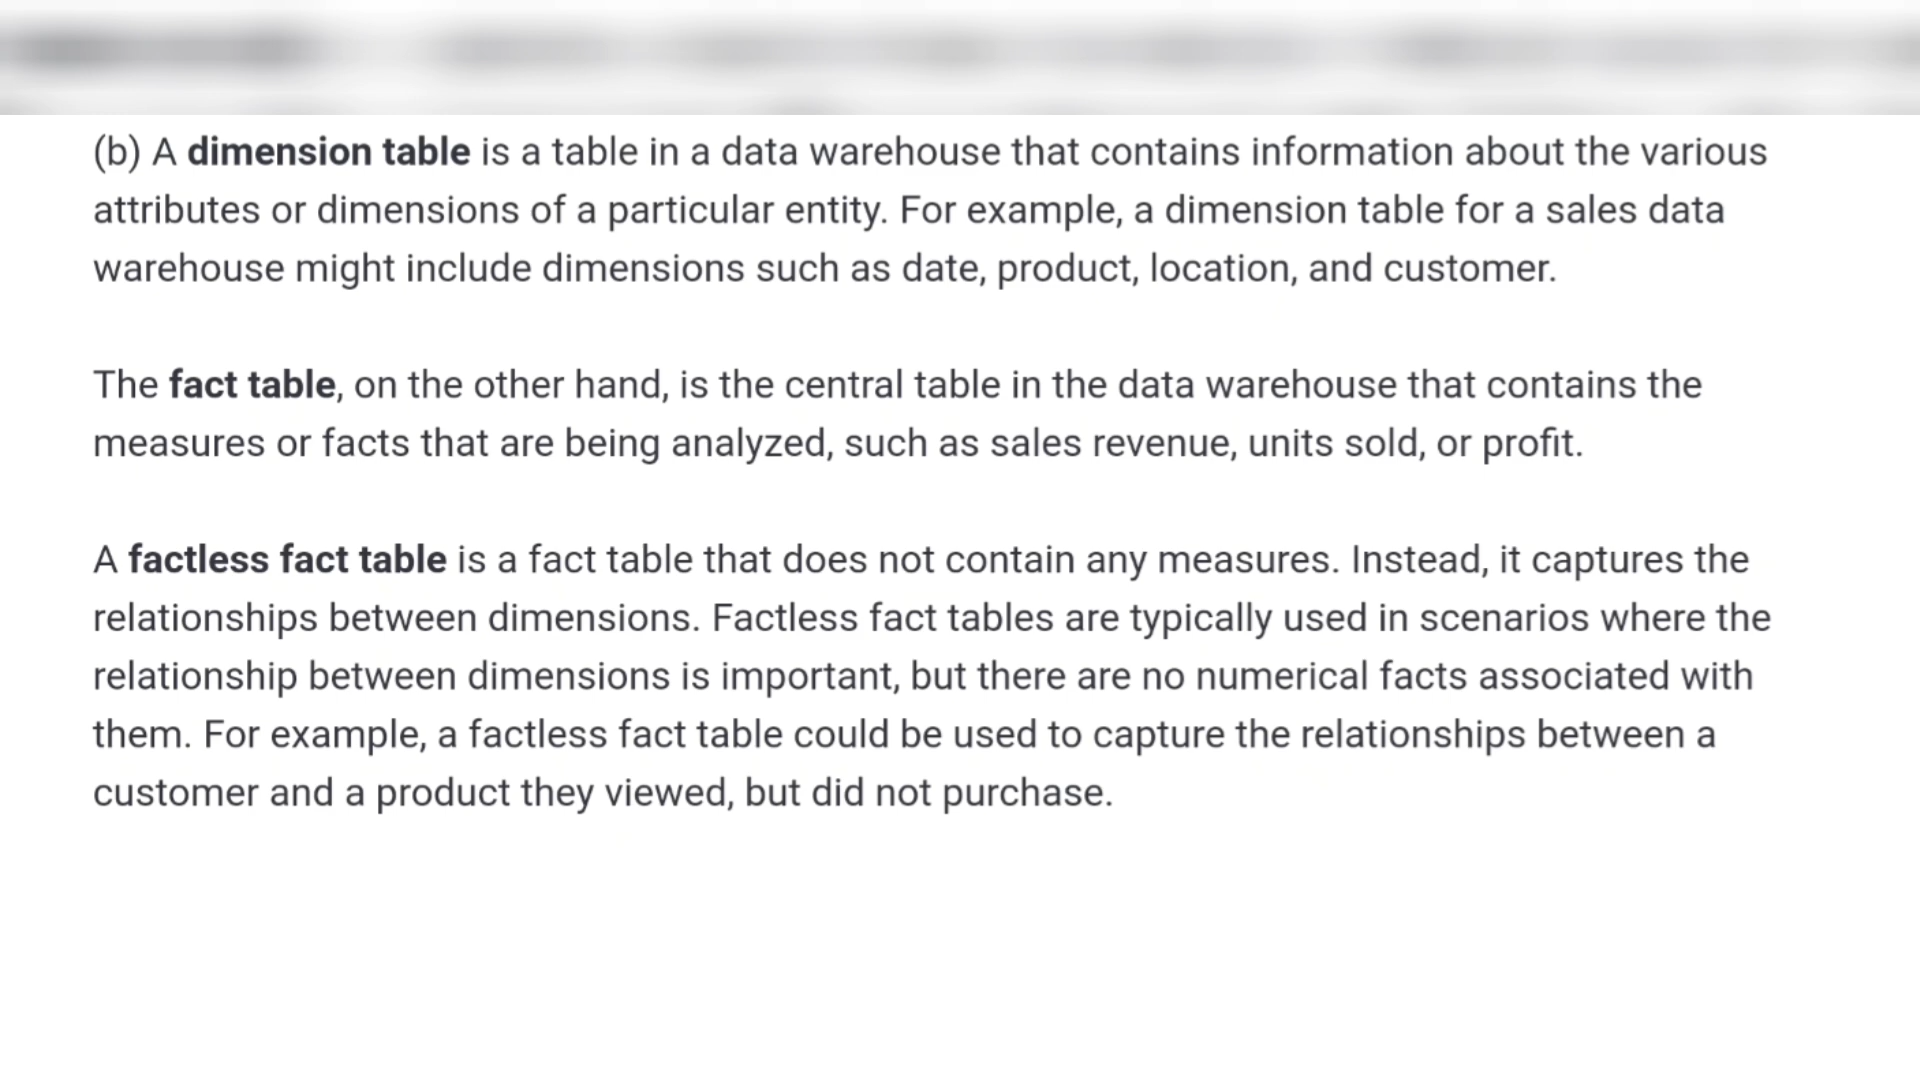 (b) A dimension table is a table in a data warehouse that contains information about the various
attributes or dimensions of a particular entity. For example, a dimension table for a sales data
warehouse might include dimensions such as date, product, location, and customer.
The fact table, on the other hand, is the central table in the data warehouse that contains the
measures or facts that are being analyzed, such as sales revenue, units sold, or profit.
A factless fact table is a fact table that does not contain any measures. Instead, it captures the
relationships between dimensions. Factless fact tables are typically used in scenarios where the
relationship between dimensions is important, but there are no numerical facts associated with
them. For example, a factless fact table could be used to capture the relationships between a
customer and a product they viewed, but did not purchase.